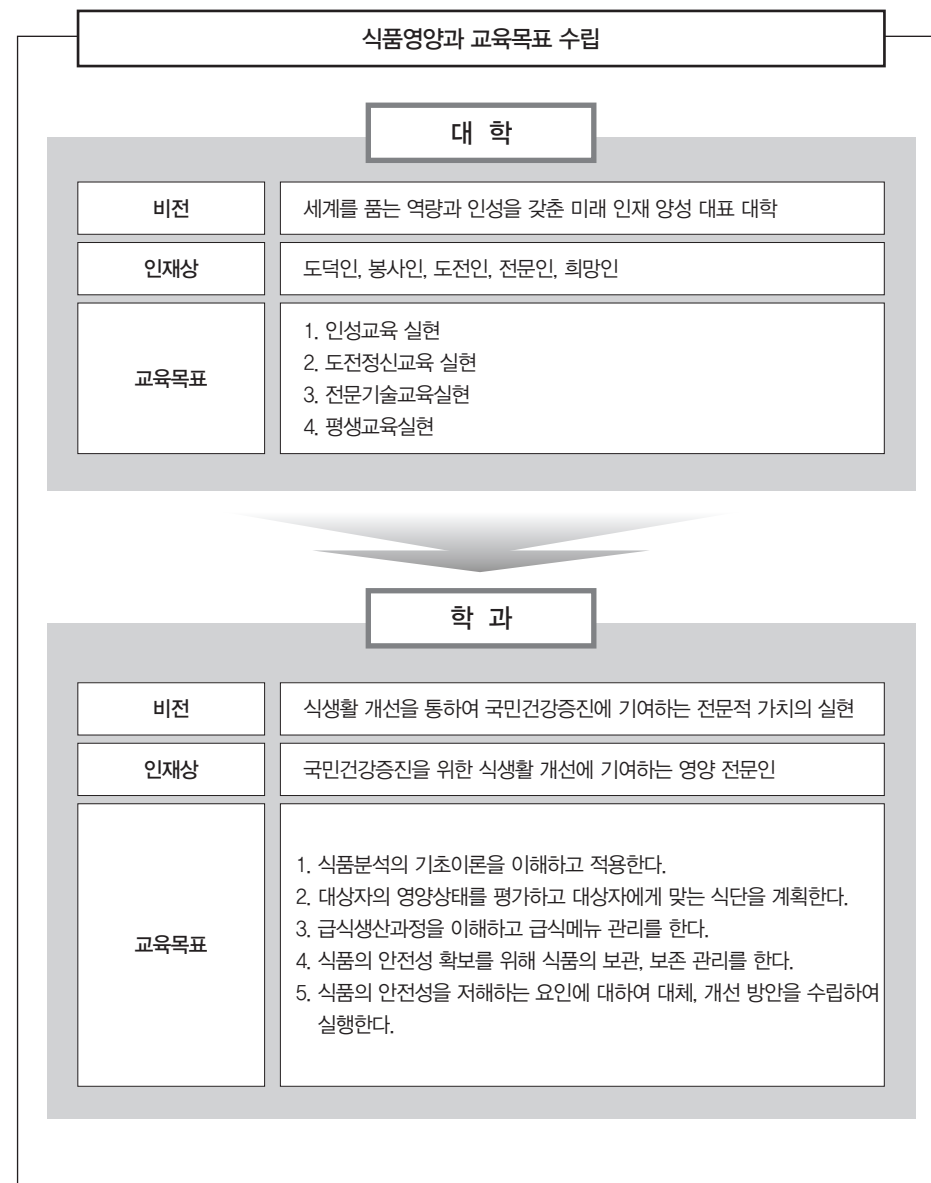 식품영양과 교육목표 수립
대 학
비전
세계를 품는 역량과 인성을 갖춘 미래 인재 양성 대표 대학
인재상
도덕인, 봉사인, 도전인, 전문인, 희망인
교육목표
1. 인성교육 실현
2. 도전정신교육 실현
3. 전문기술교육실현
4. 평생교육실현
학 과
비전
식생활 개선을 통하여 국민건강증진에 기여하는 전문적 가치의 실현
인재상
국민건강증진을 위한 식생활 개선에 기여하는 영양 전문인
교육목표
1. 식품분석의 기초이론을 이해하고 적용한다.
2. 대상자의 영양상태를 평가하고 대상자에게 맞는 식단을 계획한다.
3. 급식생산과정을 이해하고 급식메뉴 관리를 한다.
4. 식품의 안전성 확보를 위해 식품의 보관, 보존 관리를 한다.
5. 식품의 안전성을 저해하는 요인에 대하여 대체, 개선 방안을 수립하여
실행한다.